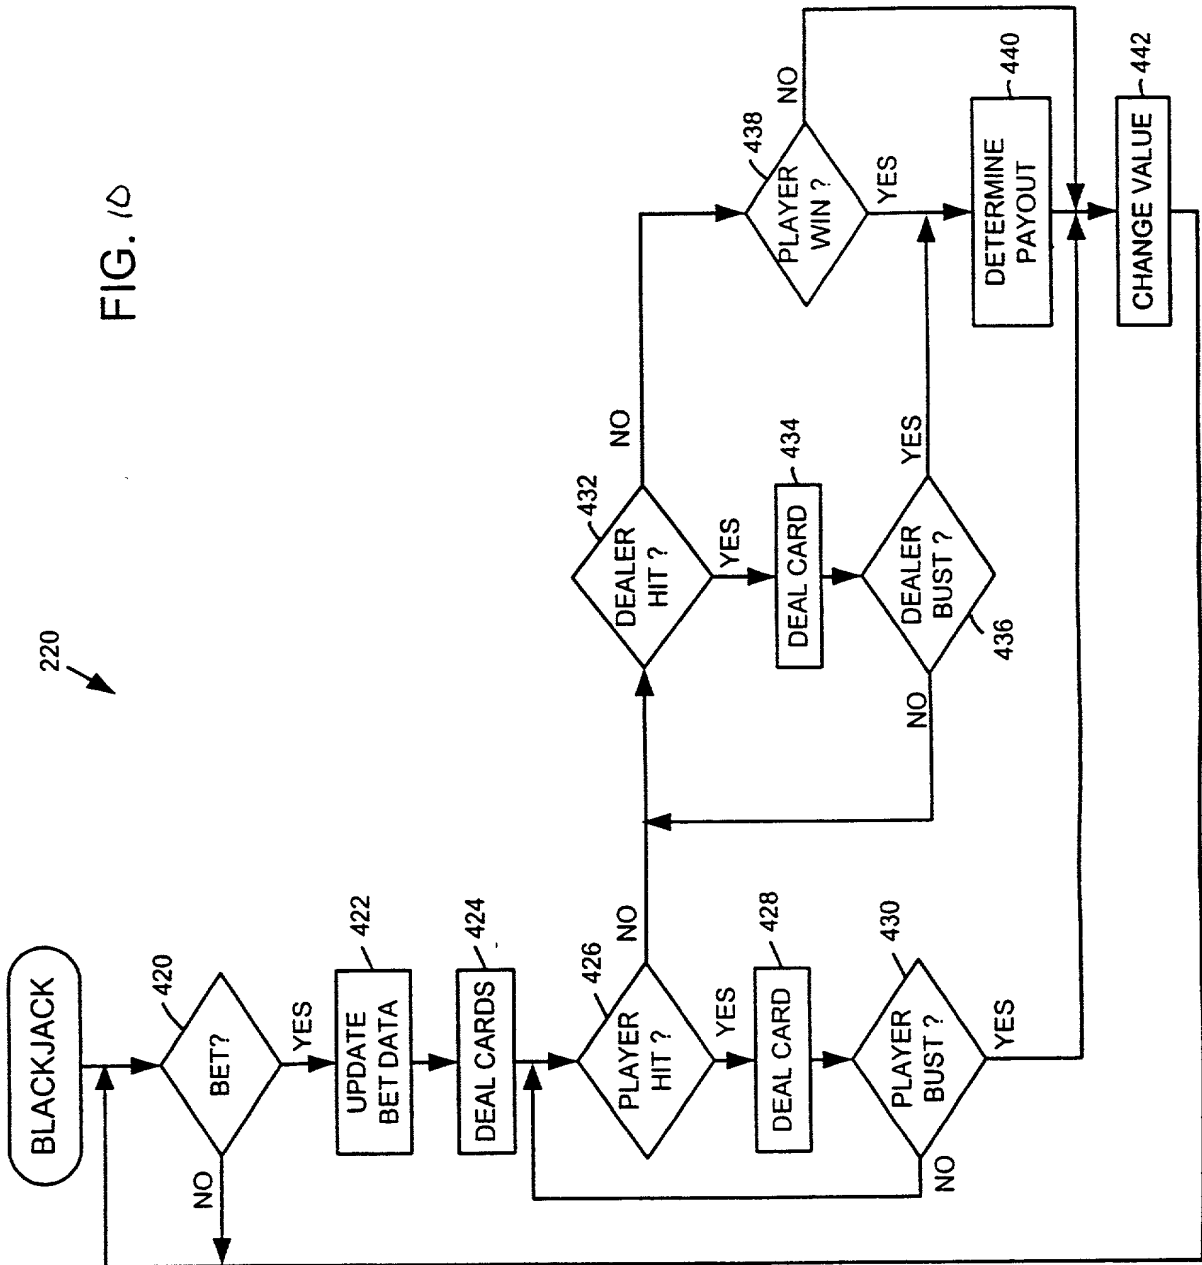 FIG. 10
220
BLACKJACK
420
BET?
NO
YES
422
UPDATE
BET DATA
424
DEAL CARDS
426
PLAYER
HIT ?
NO
YES
428
DEAL CARD
430
PLAYER
BUST ?
NO
YES
432
DEALER
HIT ?
NO
YES
434
DEAL CARD
DEALER
BUST ?
436
NO
YES
438
PLAYER
WIN ?
NO
YES
440
DETERMINE
PAYOUT
442
CHANGE VALUE